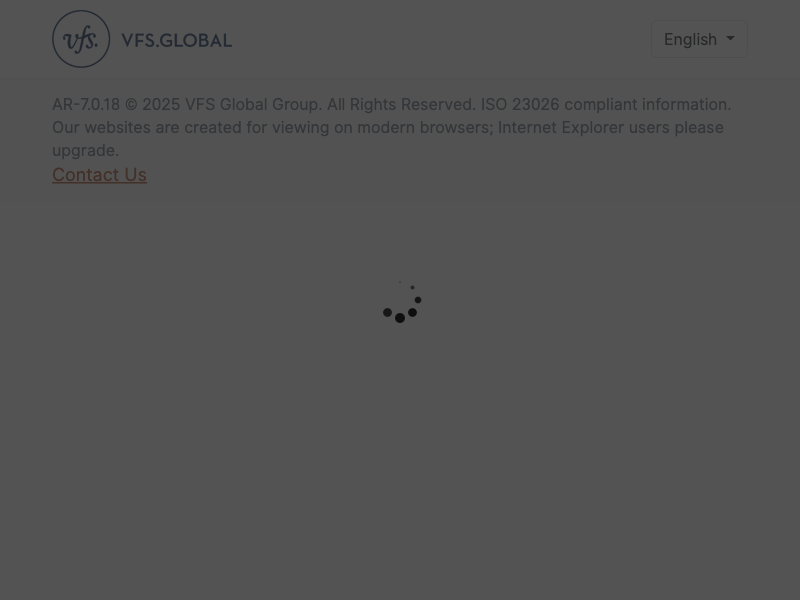 vfs.
VFS.GLOBAL
English
AR-7.0.18 © 2025 VFS Global Group. All Rights Reserved. ISO 23026 compliant information.
Our websites are created for viewing on modern browsers; Internet Explorer users please
upgrade.
Contact Us